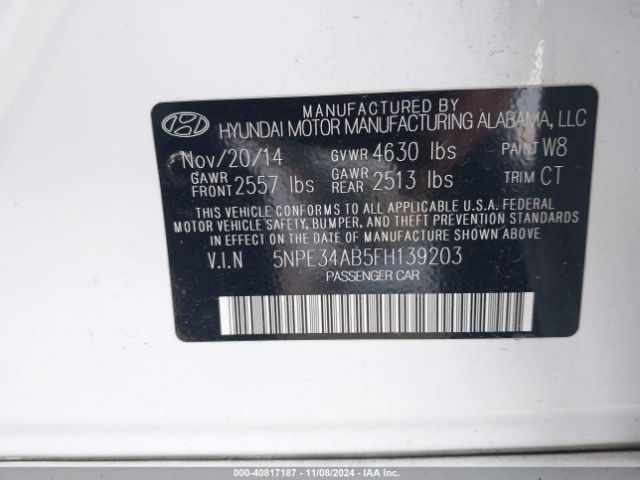 MANUFACTURED BY
HYUNDAI MOTOR MANUFACTURING ALABAMA, LLC
Nov/20/14 GVWR 4630 lbs PAINT W8
GAWR FRONT 2557 lbs GAWR REAR 2513 lbs TRIM CT
THIS VEHICLE CONFORMS TO ALL APPLICABLE U.S.A. FEDERAL
MOTOR VEHICLE SAFETY, BUMPER, AND THEFT PREVENTION STANDARDS
IN EFFECT ON THE DATE OF MANUFACTURE SHOWN ABOVE.
V.I.N 5NPE34AB5FH139203
PASSENGER CAR
000-40817187 - 11/08/2024 - IAA Inc.